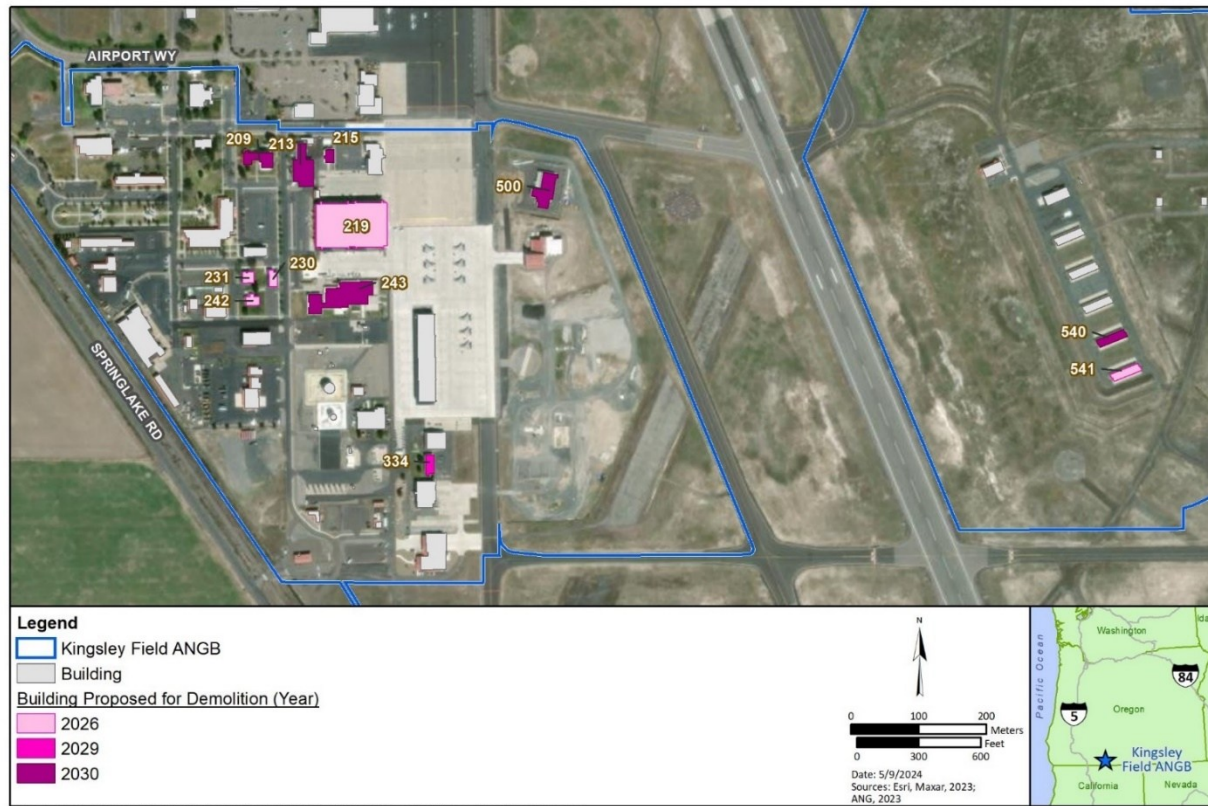 AIRPORT WY
209
213
215
500
219
231
230
242
243
540
541
334
SPRINGLAKE RD
Legend
Kingsley Field ANGB
Building
Building Proposed for Demolition (Year)
2026
2029
2030
N
0 100 200
Meters
Feet
0 300 600
Date: 5/9/2024
Sources: Esri, Maxar, 2023;
ANG, 2023
Pacific Ocean
Washington
Ida
84
Oregon
5
Kingsley
Field ANGB
California
Nevada